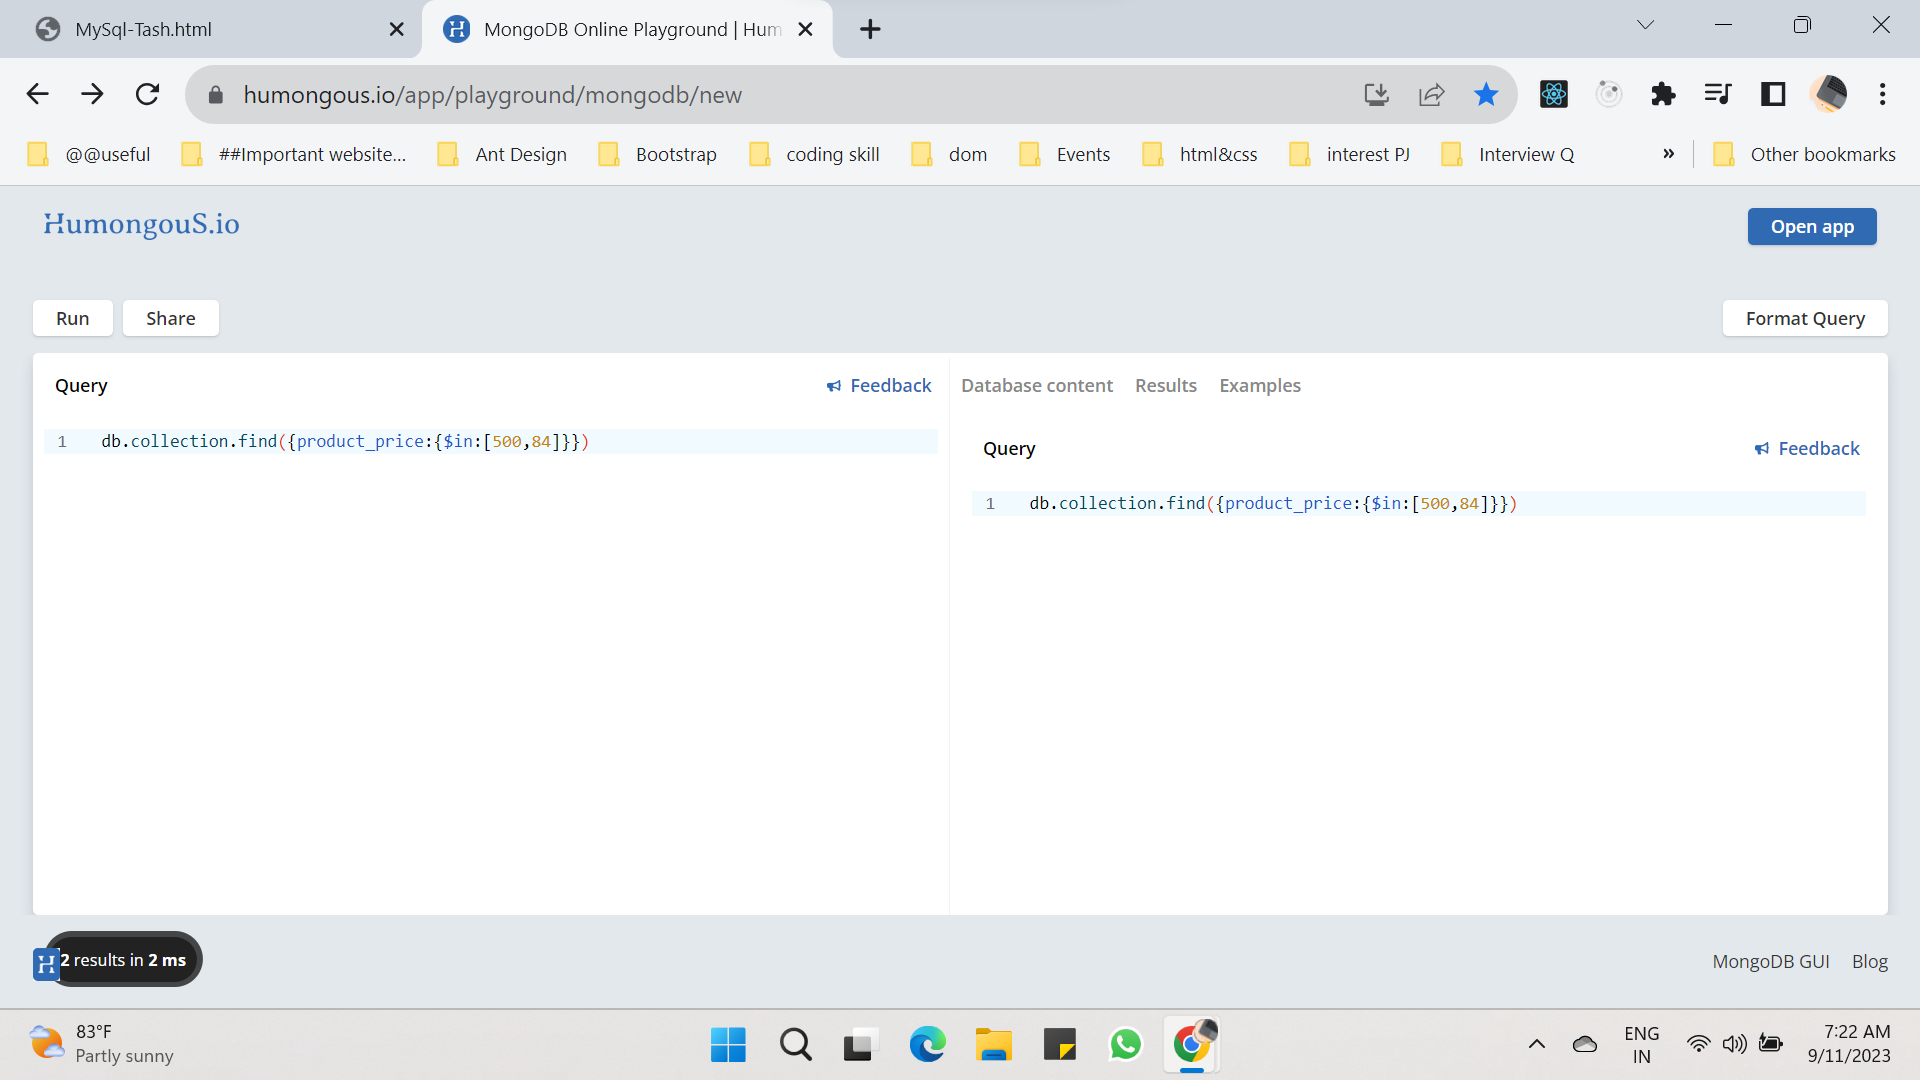 MySql-Tash.html
MongoDB Online Playground | Hum
humongous.io/app/playground/mongodb/new
@@useful
##Important website...
Ant Design
Bootstrap
coding skill
dom
Events
html&css
interest PJ
Interview Q
»
Other bookmarks
HumongouS.io
Open app
Run
Share
Format Query
Query
Feedback
Database content
Results
Examples
1 db.collection.find({product_price:{$in:[500,84]}})
Query
Feedback
1 db.collection.find({product_price:{$in:[500,84]}})
H 2 results in 2 ms
MongoDB GUI
Blog
83°F
Partly sunny
ENG
IN
7:22 AM
9/11/2023